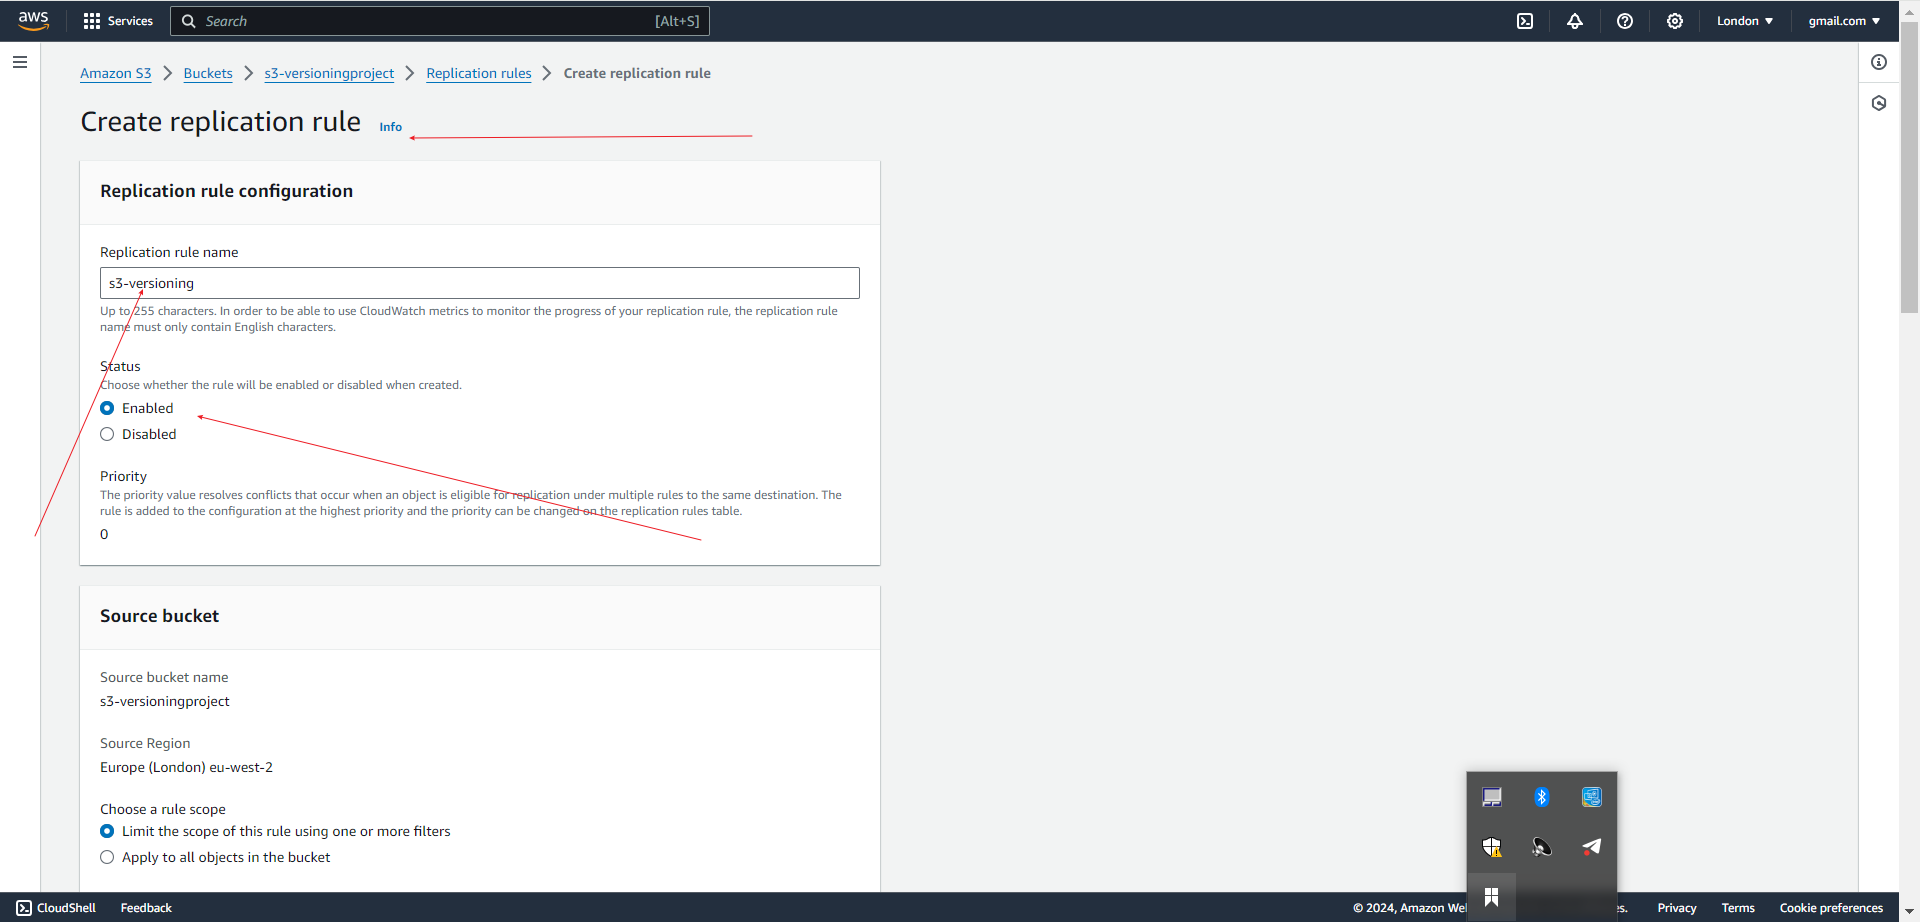 aws
Services
Search
[Alt+S]
London
gmail.com
Amazon S3
Buckets
s3-versioningproject
Replication rules
Create replication rule
Create replication rule
Info
Replication rule configuration
Replication rule name
s3-versioning
Up to 255 characters. In order to be able to use CloudWatch metrics to monitor the progress of your replication rule, the replication rule
name must only contain English characters.
Status
Choose whether the rule will be enabled or disabled when created.
Enabled
Disabled
Priority
The priority value resolves conflicts that occur when an object is eligible for replication under multiple rules to the same destination. The
rule is added to the configuration at the highest priority and the priority can be changed on the replication rules table.
0
Source bucket
Source bucket name
s3-versioningproject
Source Region
Europe (London) eu-west-2
Choose a rule scope
Limit the scope of this rule using one or more filters
Apply to all objects in the bucket
CloudShell
Feedback
© 2024, Amazon We
s.
Privacy
Terms
Cookie preferences